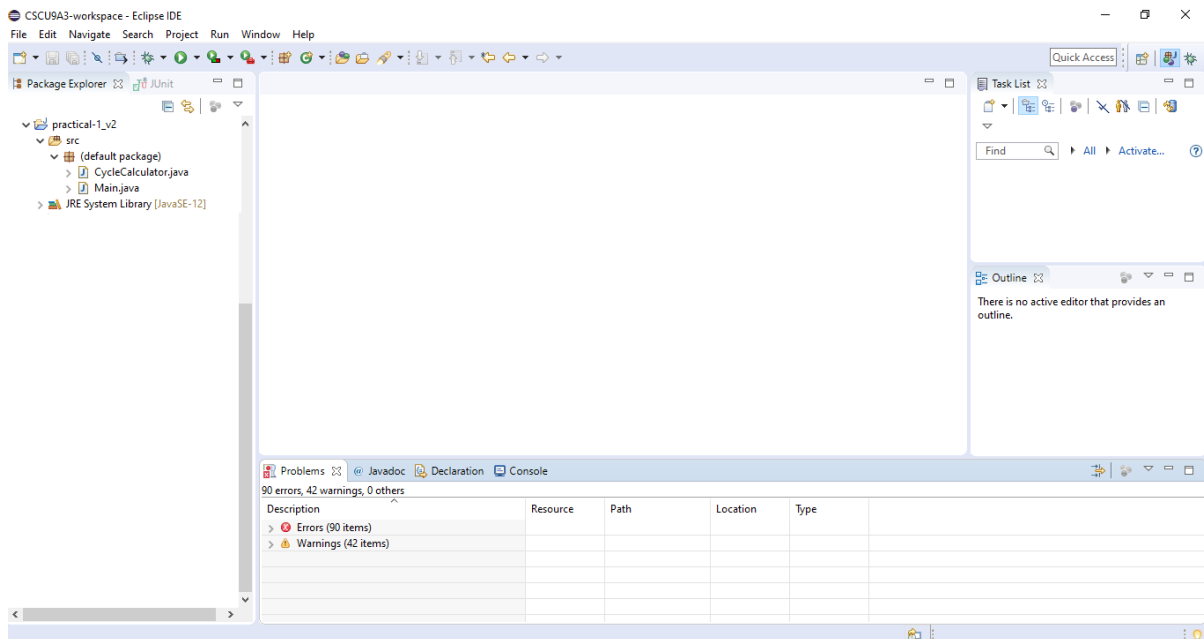 CSCU9A3-workspace - Eclipse IDE
File Edit Navigate Search Project Run Window Help
Quick Access
Package Explorer JUnit
practical-1_v2
src
(default package)
CycleCalculator.java
Main.java
JRE System Library [JavaSE-12]
Task List
Find All Activate...
Outline
There is no active editor that provides an
outline.
Problems @ Javadoc Declaration Console
90 errors, 42 warnings, 0 others
Description Resource Path Location Type
Errors (90 items)
Warnings (42 items)